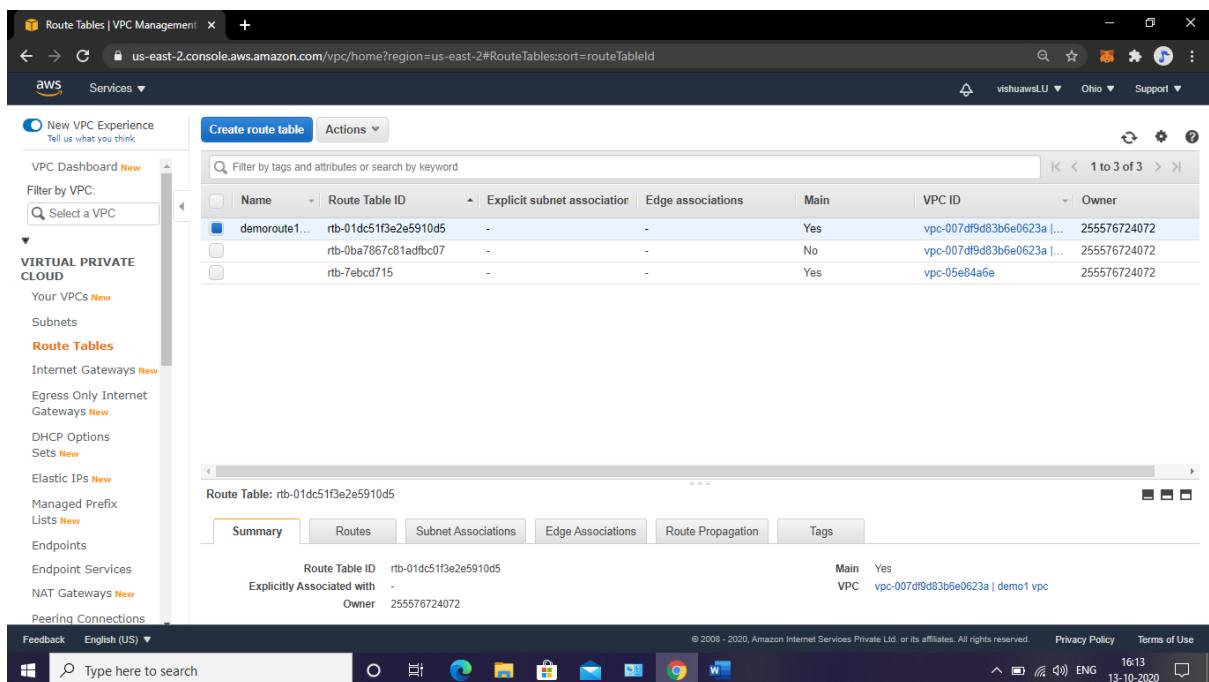 Route Tables | VPC Management
us-east-2.console.aws.amazon.com/vpc/home?region=us-east-2#RouteTables:sort=routeTableId
aws
Services
vishuawsLU
Ohio
Support
New VPC Experience
Tell us what you think
VPC Dashboard New
Filter by VPC:
Select a VPC
VIRTUAL PRIVATE
CLOUD
Your VPCs New
Subnets
Route Tables
Internet Gateways New
Egress Only Internet
Gateways New
DHCP Options
Sets New
Elastic IPs New
Managed Prefix
Lists New
Endpoints
Endpoint Services
NAT Gateways New
Peering Connections
Create route table
Actions
Filter by tags and attributes or search by keyword
1 to 3 of 3
Name Route Table ID Explicit subnet association Edge associations Main VPC ID Owner
demoroute1... rtb-01dc51f3e2e5910d5 - - Yes vpc-007df9d83b6e0623a |... 255576724072
rtb-0ba7867c81adfbc07 - - No vpc-007df9d83b6e0623a |... 255576724072
rtb-7ebcd715 - - Yes vpc-05e84a6e 255576724072
Route Table: rtb-01dc51f3e2e5910d5
Summary Routes Subnet Associations Edge Associations Route Propagation Tags
Route Table ID rtb-01dc51f3e2e5910d5 Main Yes
Explicitly Associated with - VPC vpc-007df9d83b6e0623a | demo1 vpc
Owner 255576724072
Feedback English (US) © 2008 - 2020, Amazon Internet Services Private Ltd. or its affiliates. All rights reserved. Privacy Policy Terms of Use
Type here to search
ENG
16:13
13-10-2020